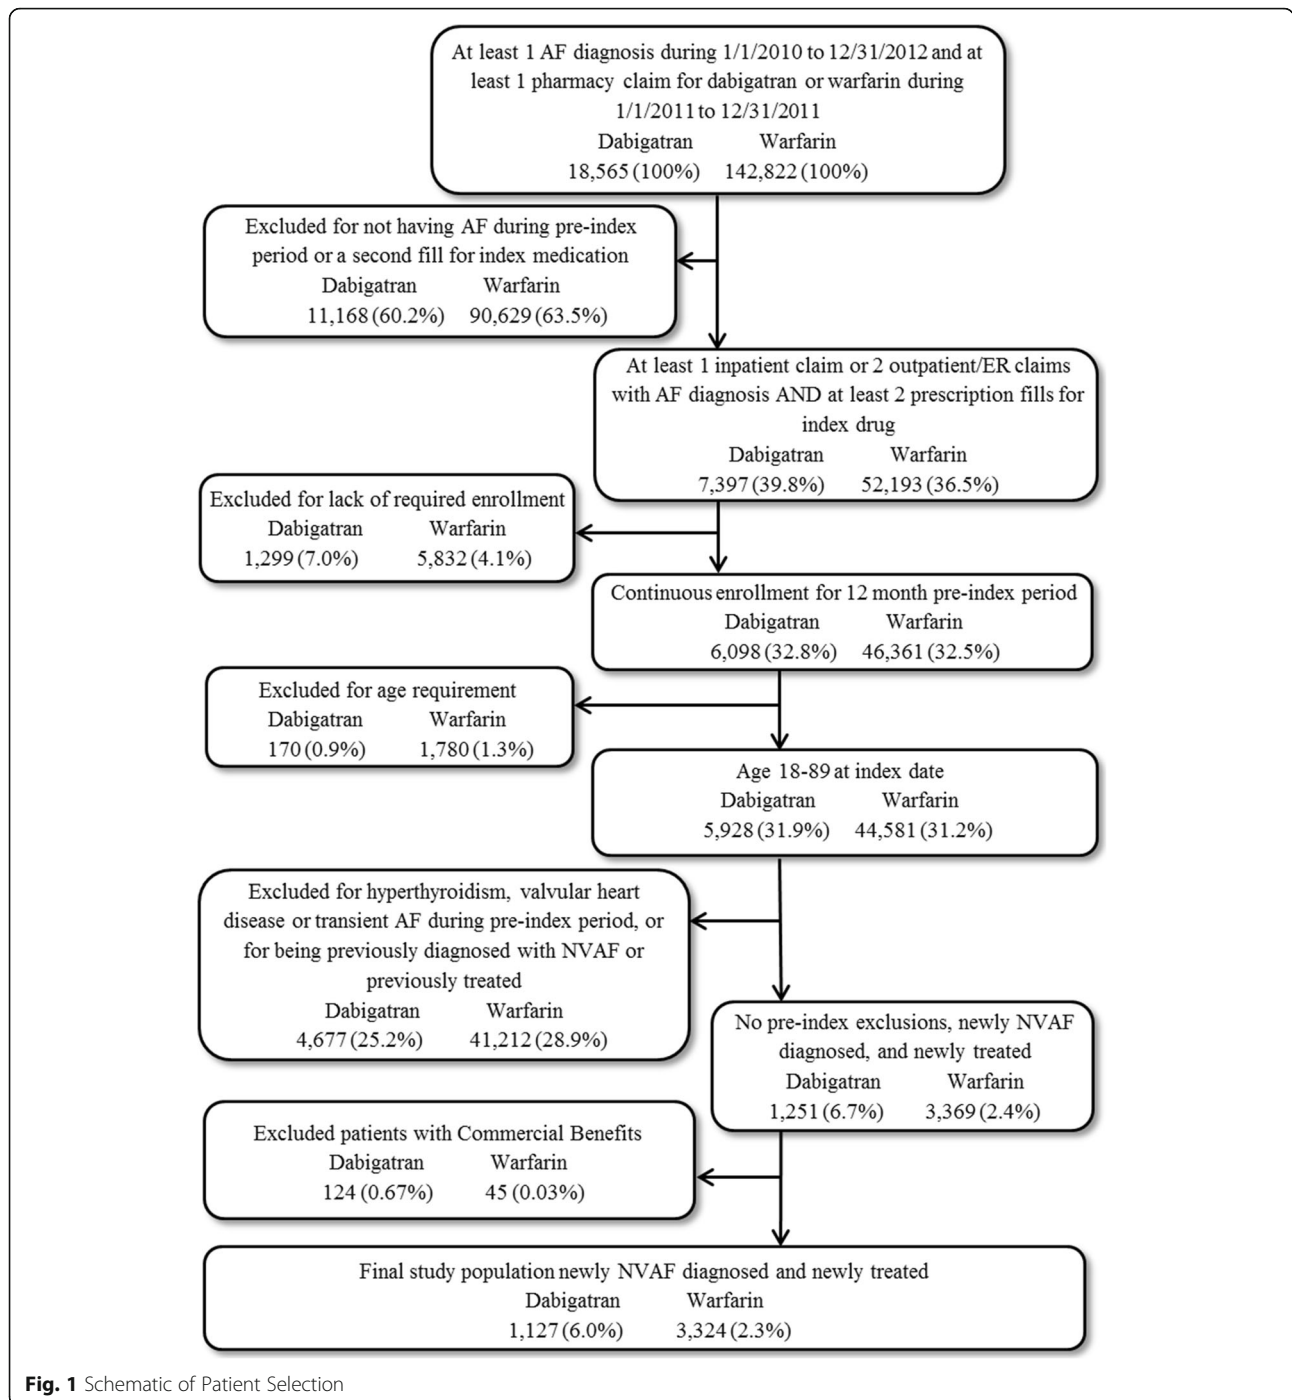 At least 1 AF diagnosis during 1/1/2010 to 12/31/2012 and at
least 1 pharmacy claim for dabigatran or warfarin during
1/1/2011 to 12/31/2011
Dabigatran Warfarin
18,565 (100%) 142,822 (100%)
Excluded for not having AF during pre-index
period or a second fill for index medication
Dabigatran Warfarin
11,168 (60.2%) 90,629 (63.5%)
At least 1 inpatient claim or 2 outpatient/ER claims
with AF diagnosis AND at least 2 prescription fills for
index drug
Dabigatran Warfarin
7,397 (39.8%) 52,193 (36.5%)
Excluded for lack of required enrollment
Dabigatran Warfarin
1,299 (7.0%) 5,832 (4.1%)
Continuous enrollment for 12 month pre-index period
Dabigatran Warfarin
6,098 (32.8%) 46,361 (32.5%)
Excluded for age requirement
Dabigatran Warfarin
170 (0.9%) 1,780 (1.3%)
Age 18-89 at index date
Dabigatran Warfarin
5,928 (31.9%) 44,581 (31.2%)
Excluded for hyperthyroidism, valvular heart
disease or transient AF during pre-index period, or
for being previously diagnosed with NVAF or
previously treated
Dabigatran Warfarin
4,677 (25.2%) 41,212 (28.9%)
No pre-index exclusions, newly NVAF
diagnosed, and newly treated
Dabigatran Warfarin
1,251 (6.7%) 3,369 (2.4%)
Excluded patients with Commercial Benefits
Dabigatran Warfarin
124 (0.67%) 45 (0.03%)
Final study population newly NVAF diagnosed and newly treated
Dabigatran Warfarin
1,127 (6.0%) 3,324 (2.3%)
Fig. 1 Schematic of Patient Selection